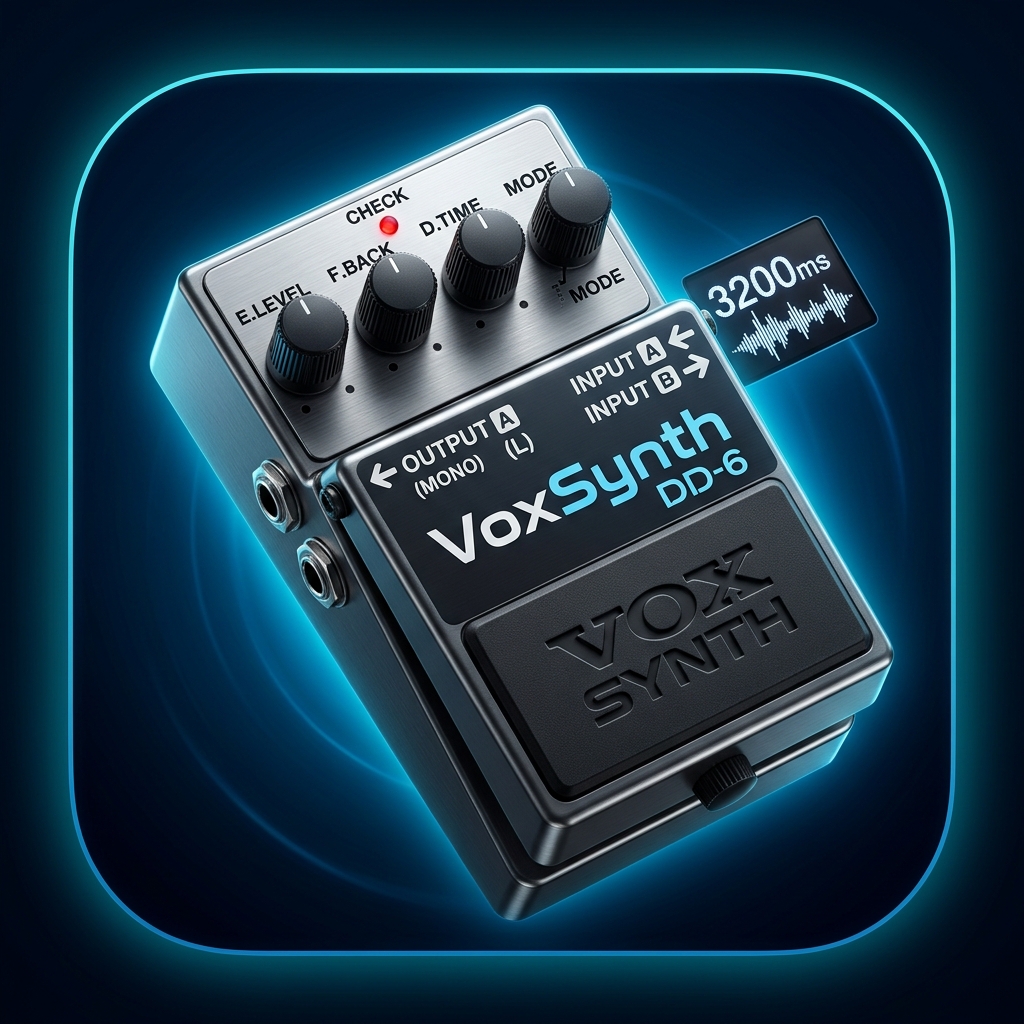 CHECK
E.LEVEL
F.BACK
D.TIME
MODE
MODE
3200ms
INPUT A
INPUT B
OUTPUT A
(MONO) (L)
VoxSynth
DD-6
VOX
SYNTH